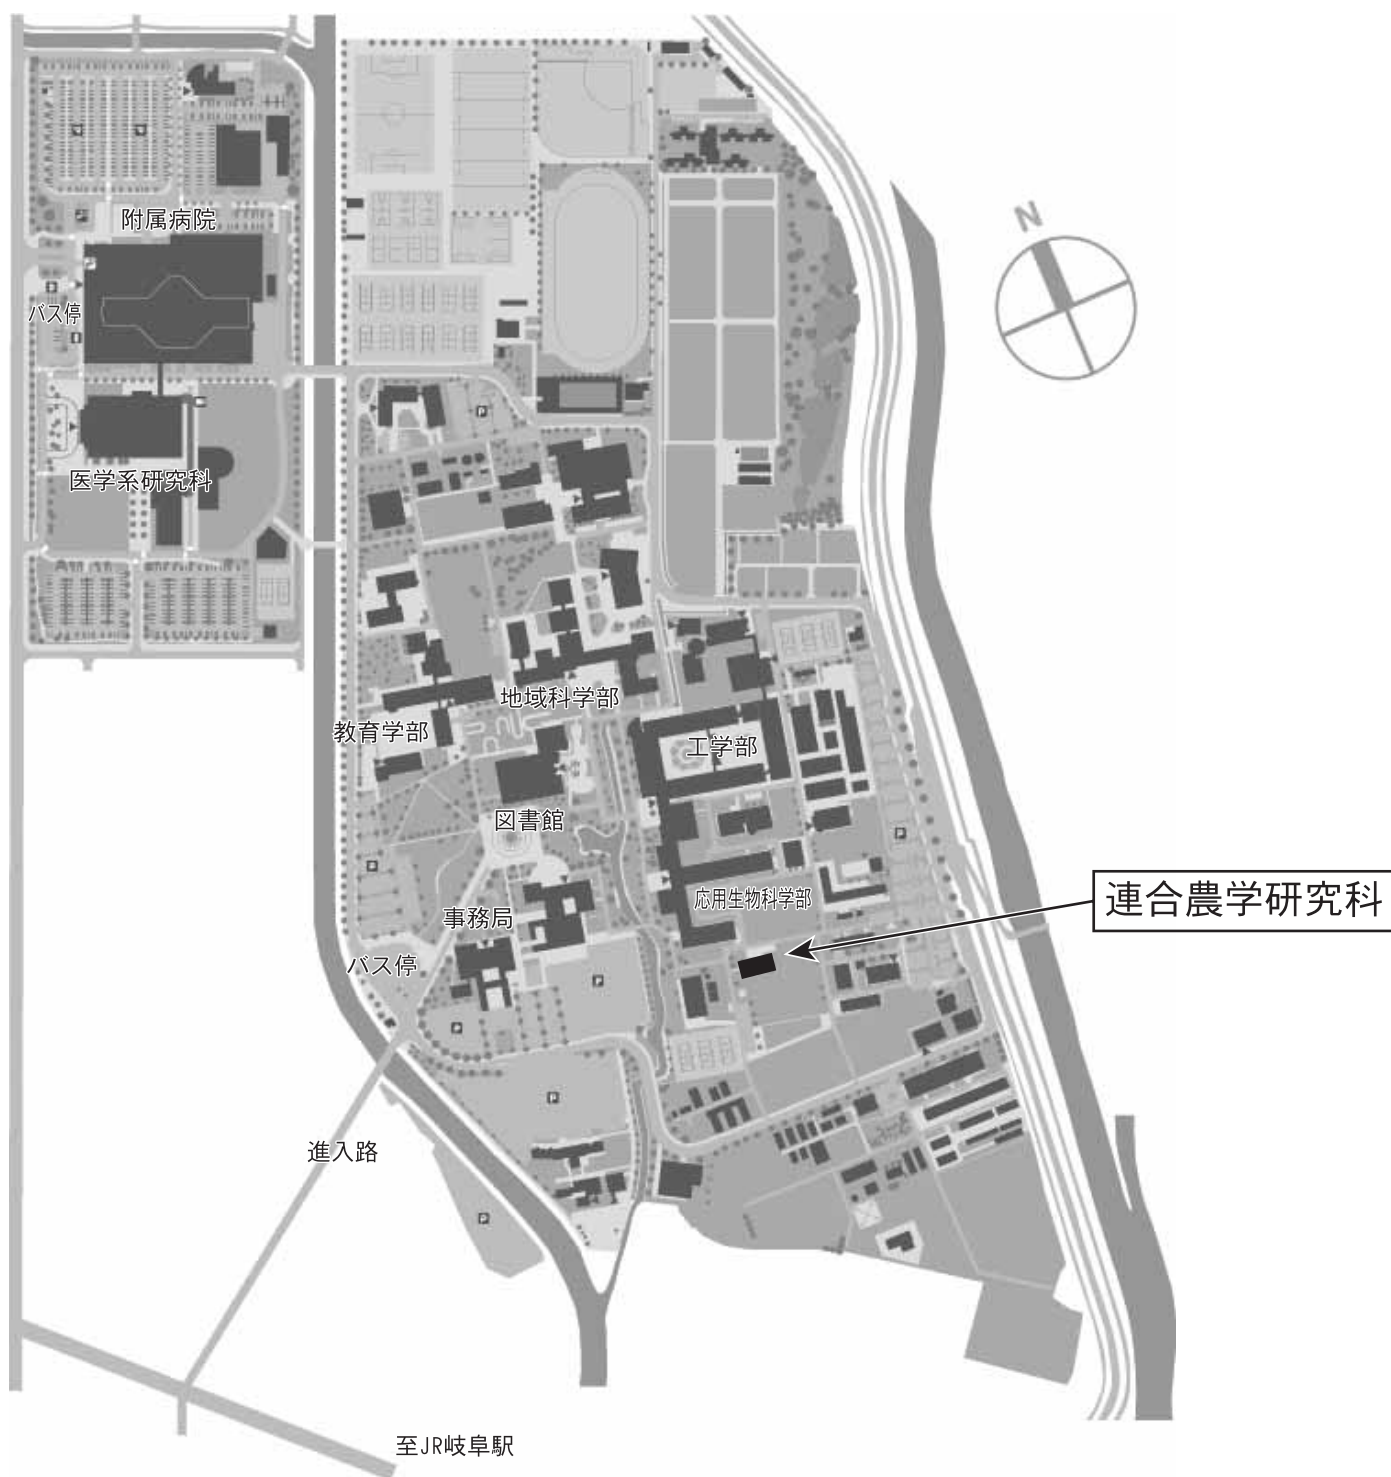 N
附属病院
バス停
医学系研究科
地域科学部
教育学部
工学部
図書館
応用生物科学部
連合農学研究科
事務局
バス停
P
P
P
P
P
P
P
進入路
至JR岐阜駅